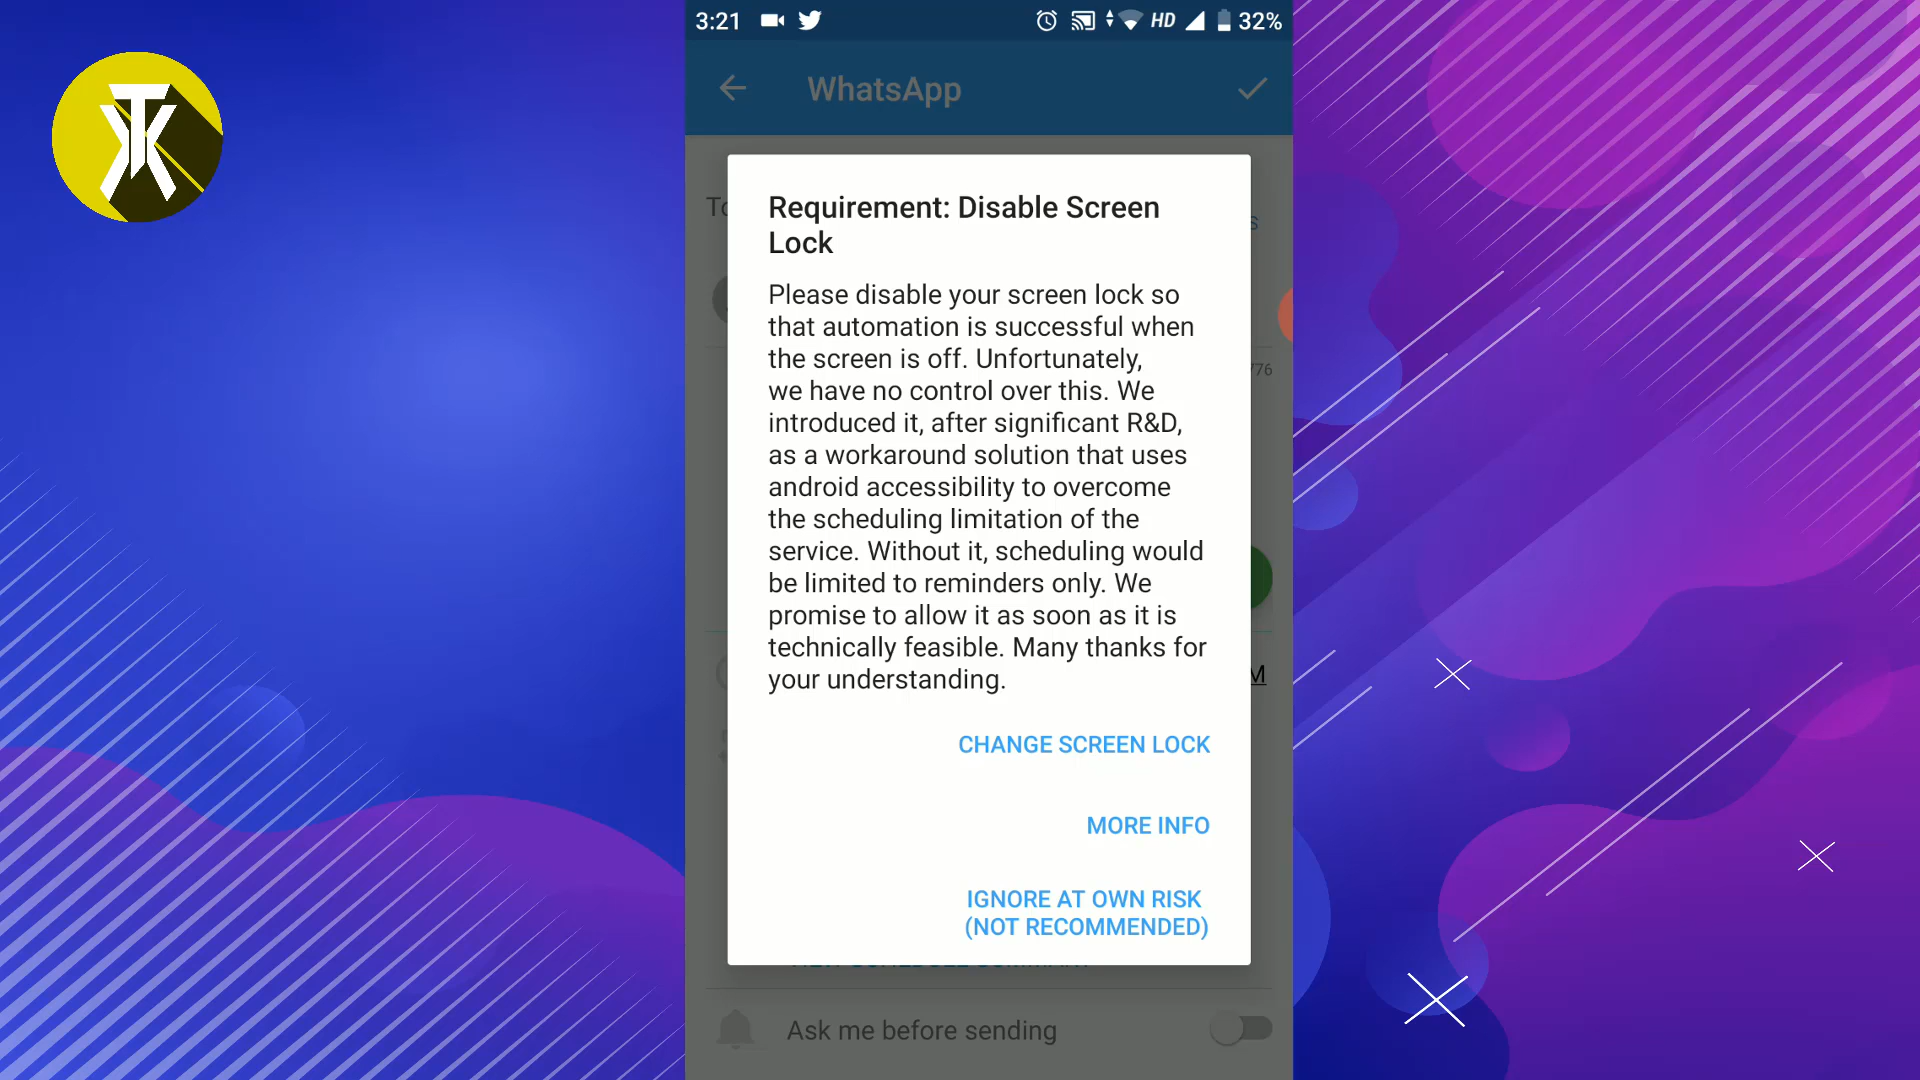 3:21 HD 32%
WhatsApp
To
S
Requirement: Disable Screen
Lock
Please disable your screen lock so
that automation is successful when
the screen is off. Unfortunately,
we have no control over this. We
introduced it, after significant R&D,
as a workaround solution that uses
android accessibility to overcome
the scheduling limitation of the
service. Without it, scheduling would
be limited to reminders only. We
promise to allow it as soon as it is
technically feasible. Many thanks for
your understanding.
776
M
CHANGE SCREEN LOCK
MORE INFO
IGNORE AT OWN RISK
(NOT RECOMMENDED)
Ask me before sending